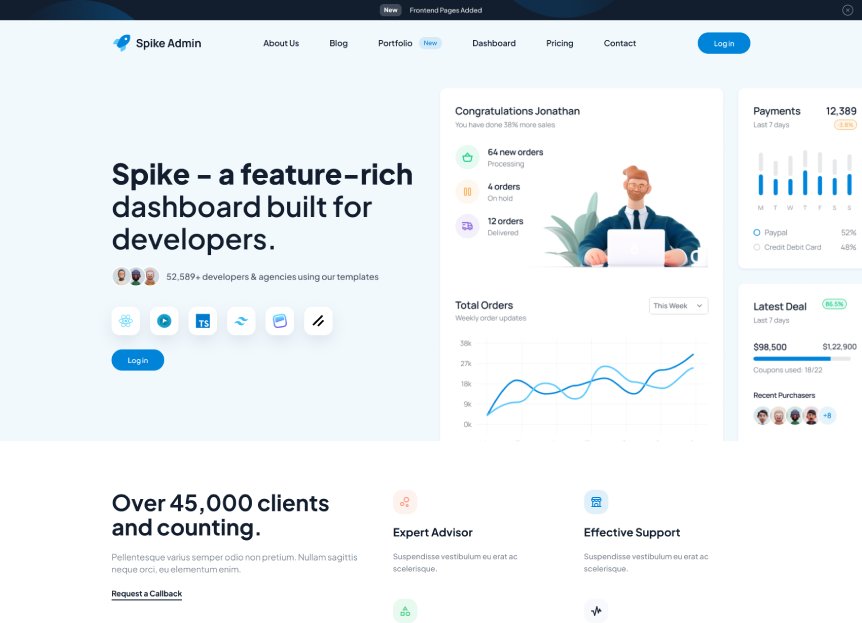 New Frontend Pages Added
Spike Admin
About Us
Blog
Portfolio New
Dashboard
Pricing
Contact
Log in
Spike - a feature-rich
dashboard built for
developers.
52,589+ developers & agencies using our templates
TS
Log in
Congratulations Jonathan
You have done 38% more sales
64 new orders
Processing
4 orders
On hold
12 orders
Delivered
Total Orders
Weekly order updates
This Week
38k
27k
18k
9k
0k
Payments 12,389
Last 7 days -3.8%
M T W T F S S
Paypal 52%
Credit Debit Card 48%
Latest Deal 86.5%
Last 7 days
$98,500 $1,22,900
Coupons used: 18/22
Recent Purchasers
+8
Over 45,000 clients
and counting.
Pellentesque varius semper odio non pretium. Nullam sagittis
neque orci, eu elementum enim.
Request a Callback
Expert Advisor
Suspendisse vestibulum eu erat ac
scelerisque.
Effective Support
Suspendisse vestibulum eu erat ac
scelerisque.